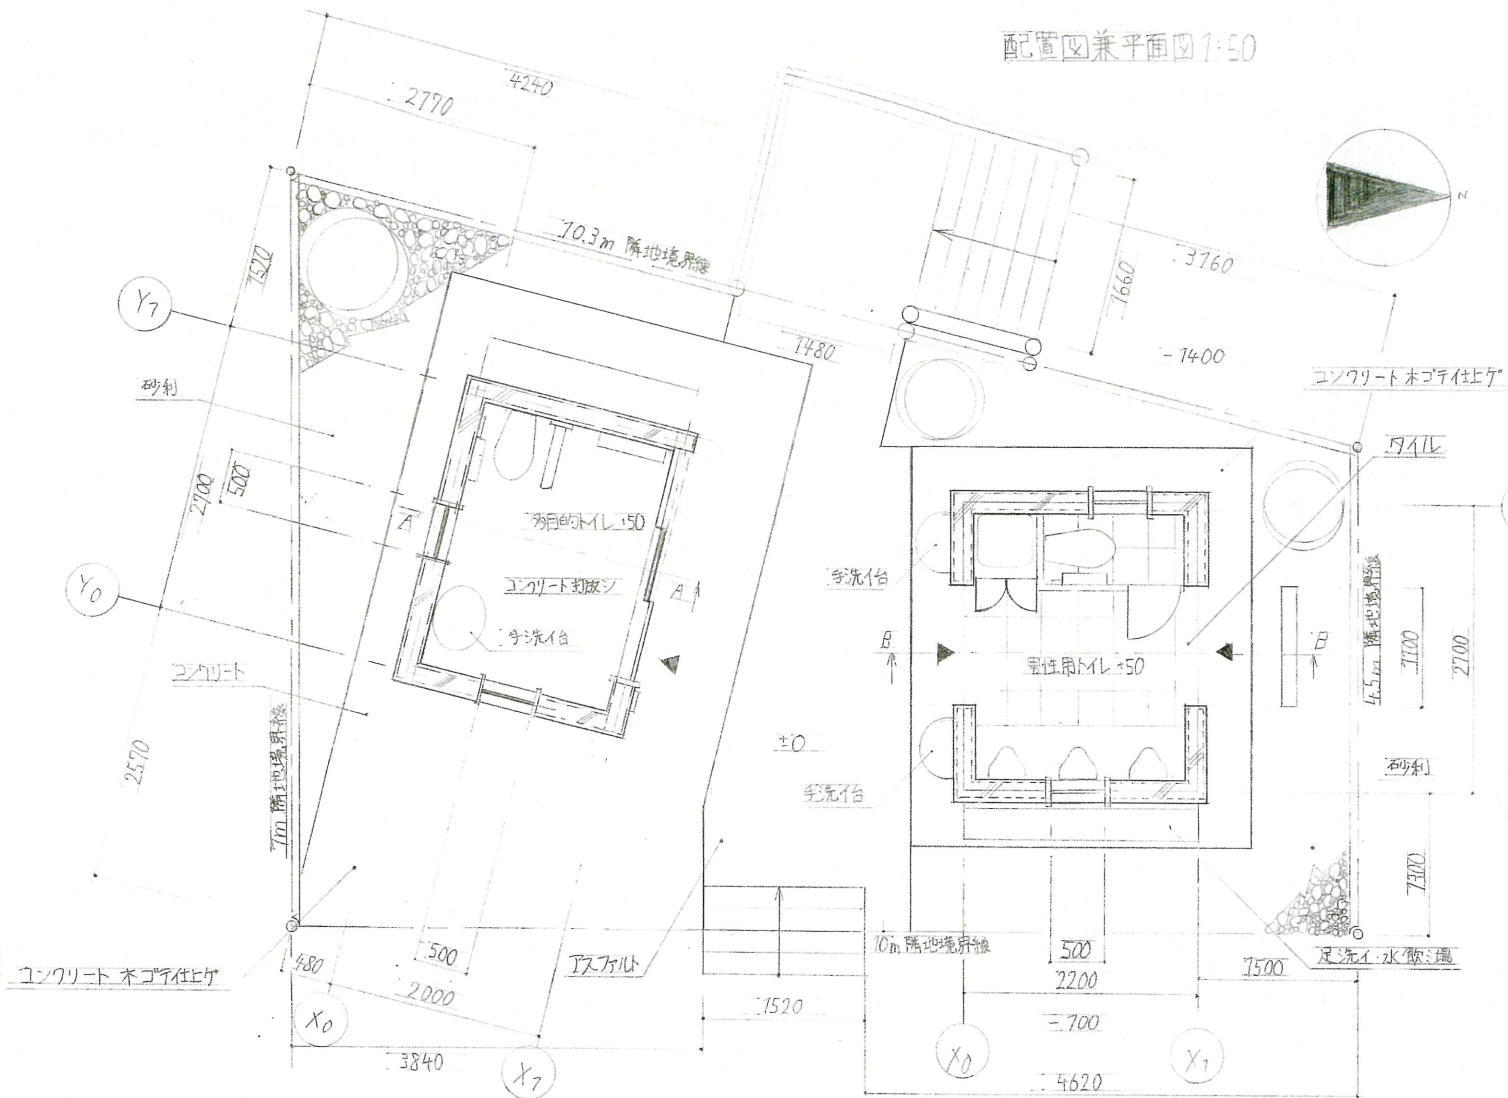 配置図兼平面図 1:50
4240
2770
N
10.3m 隣地境界線
3160
1660
1520
Y1
1480
-1400
コンクリート 木ゴテ仕上ゲ
砂利
タイル
2700
500
A
多目的トイレ +50
手洗イ台
コンクリート打放シ
A
Y0
手洗イ台
B
男性用トイレ +50
B
4.5m 隣地境界線
1100
2700
コンクリート
7m 隣地境界線
±0
砂利
2570
手洗イ台
1300
10m 隣地境界線
500
足洗イ・水飲ミ場
コンクリート 木ゴテ仕上ゲ
480
500
アスファルト
2200
1500
2000
1520
-100
X0
3840
X1
X0
X1
4620